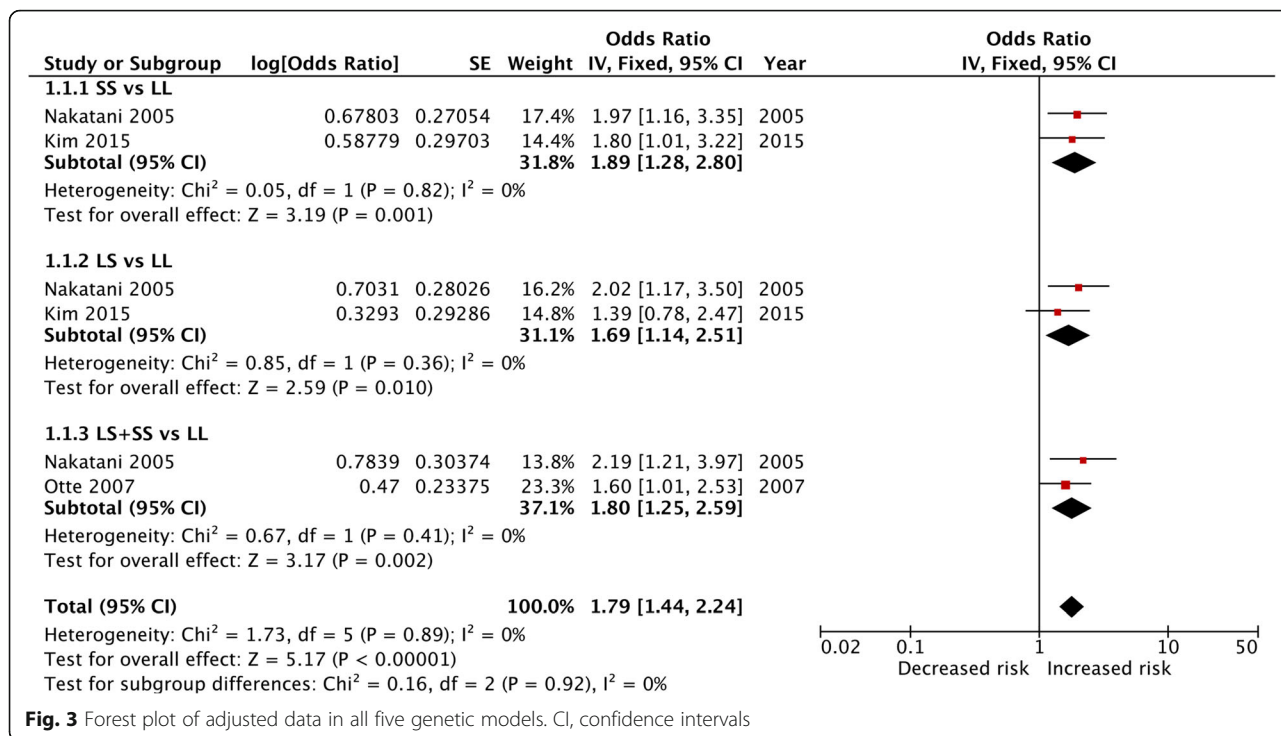 Odds Ratio Odds Ratio
Study or Subgroup log[Odds Ratio] SE Weight IV, Fixed, 95% CI Year IV, Fixed, 95% CI
1.1.1 SS vs LL
Nakatani 2005 0.67803 0.27054 17.4% 1.97 [1.16, 3.35] 2005
Kim 2015 0.58779 0.29703 14.4% 1.80 [1.01, 3.22] 2015
Subtotal (95% CI) 31.8% 1.89 [1.28, 2.80]
Heterogeneity: Chi² = 0.05, df = 1 (P = 0.82); I² = 0%
Test for overall effect: Z = 3.19 (P = 0.001)
1.1.2 LS vs LL
Nakatani 2005 0.7031 0.28026 16.2% 2.02 [1.17, 3.50] 2005
Kim 2015 0.3293 0.29286 14.8% 1.39 [0.78, 2.47] 2015
Subtotal (95% CI) 31.1% 1.69 [1.14, 2.51]
Heterogeneity: Chi² = 0.85, df = 1 (P = 0.36); I² = 0%
Test for overall effect: Z = 2.59 (P = 0.010)
1.1.3 LS+SS vs LL
Nakatani 2005 0.7839 0.30374 13.8% 2.19 [1.21, 3.97] 2005
Otte 2007 0.47 0.23375 23.3% 1.60 [1.01, 2.53] 2007
Subtotal (95% CI) 37.1% 1.80 [1.25, 2.59]
Heterogeneity: Chi² = 0.67, df = 1 (P = 0.41); I² = 0%
Test for overall effect: Z = 3.17 (P = 0.002)
Total (95% CI) 100.0% 1.79 [1.44, 2.24]
Heterogeneity: Chi² = 1.73, df = 5 (P = 0.89); I² = 0%
Test for overall effect: Z = 5.17 (P < 0.00001)
Test for subgroup differences: Chi² = 0.16, df = 2 (P = 0.92), I² = 0%
0.02 0.1 1 10 50
Decreased risk Increased risk
Fig. 3 Forest plot of adjusted data in all five genetic models. CI, confidence intervals